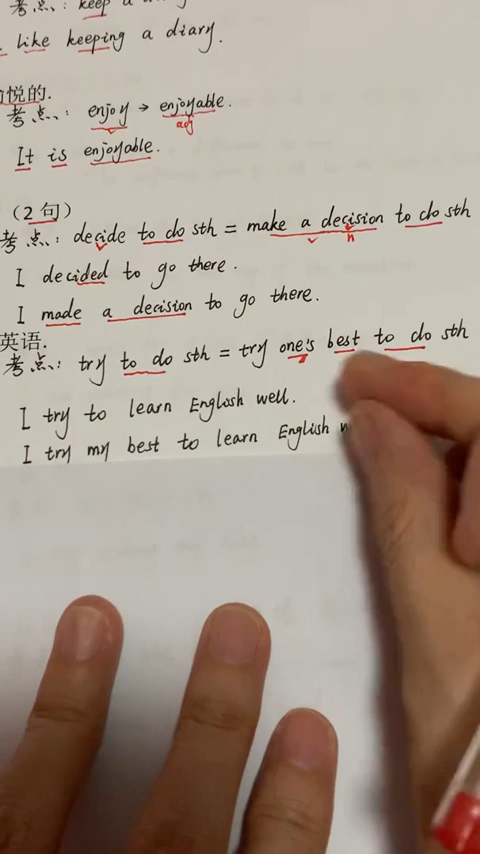 考点: keep a
like keeping a diary.
悦的.
考点: enjoy → enjoyable.
adj
It is enjoyable.
(2句)
考点: decide to do sth = make a decision to do sth
v n
I decided to go there.
I made a decision to go there.
英语.
考点: try to do sth = try one's best to do sth
I try to learn English well.
I try my best to learn English